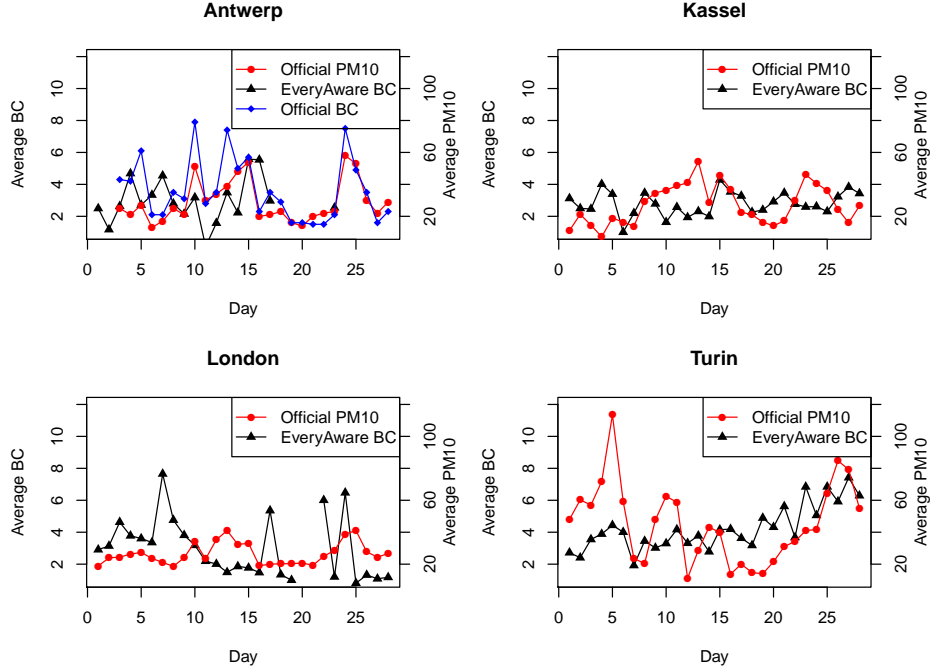 Antwerp
Official PM10
EveryAware BC
Official BC
Average BC
2 4 6 8 10
Average PM10
20 60 100
0 5 10 15 20 25
Day
Kassel
Official PM10
EveryAware BC
Average BC
2 4 6 8 10
Average PM10
20 60 100
0 5 10 15 20 25
Day
London
Official PM10
EveryAware BC
Average BC
2 4 6 8 10
Average PM10
20 60 100
0 5 10 15 20 25
Day
Turin
Official PM10
EveryAware BC
Average BC
2 4 6 8 10
Average PM10
20 60 100
0 5 10 15 20 25
Day